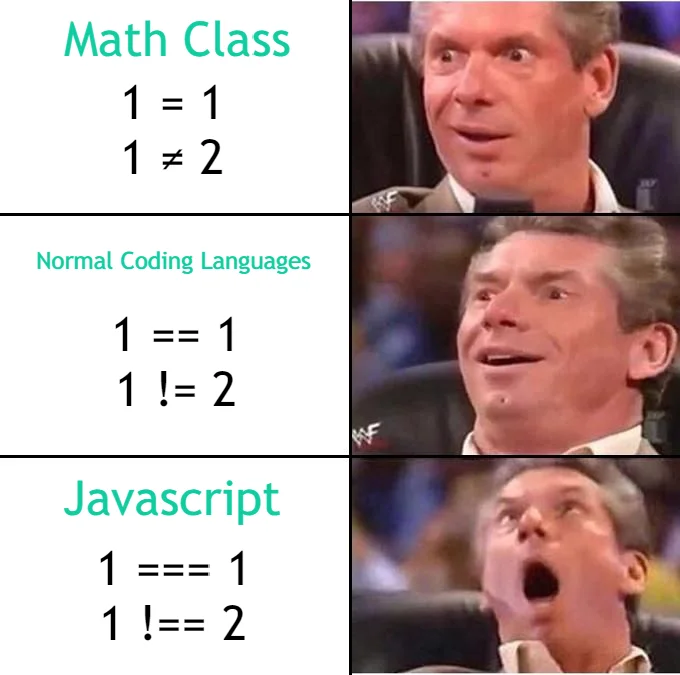 Math Class
1 = 1
1 ≠ 2
Normal Coding Languages
1 == 1
1 != 2
Javascript
1 === 1
1 !== 2